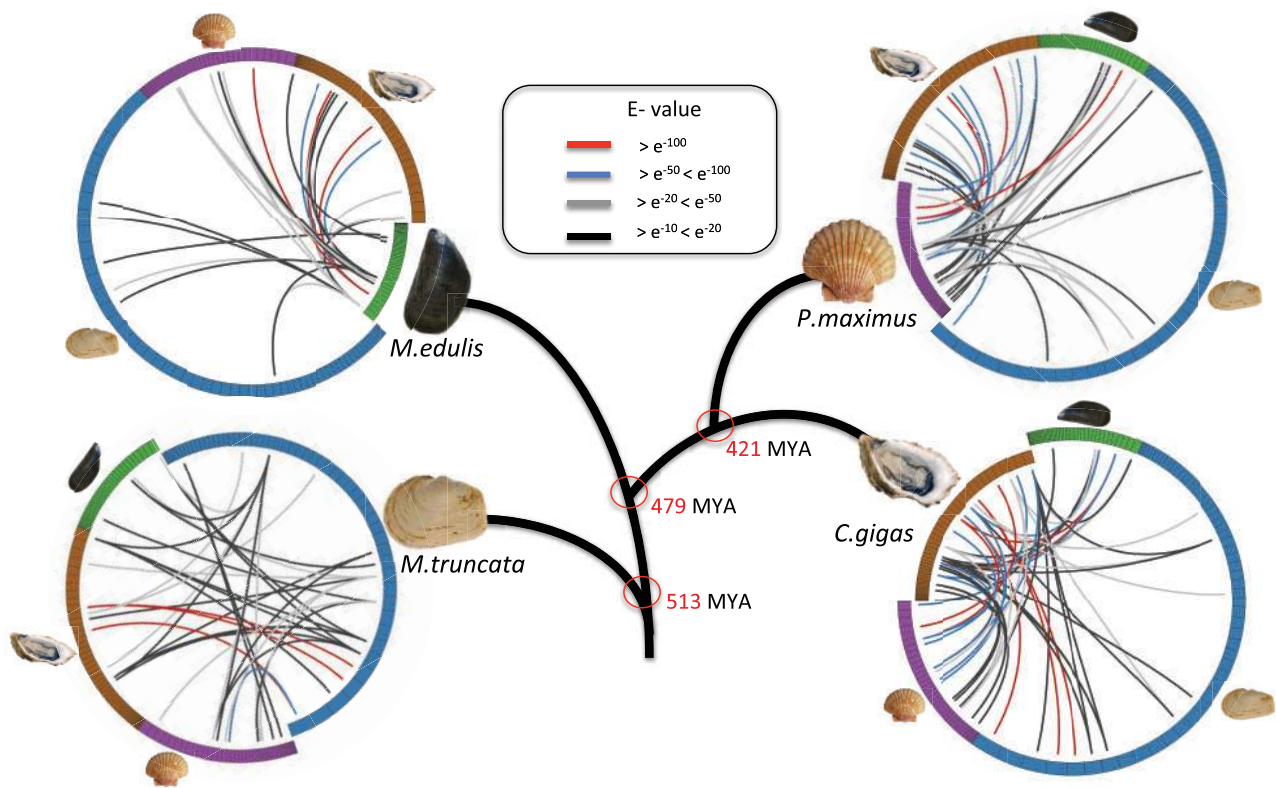 E- value
> e-100
> e-50 < e-100
> e-20 < e-50
> e-10 < e-20
P.maximus
M.edulis
421 MYA
479 MYA
C.gigas
M.truncata
513 MYA